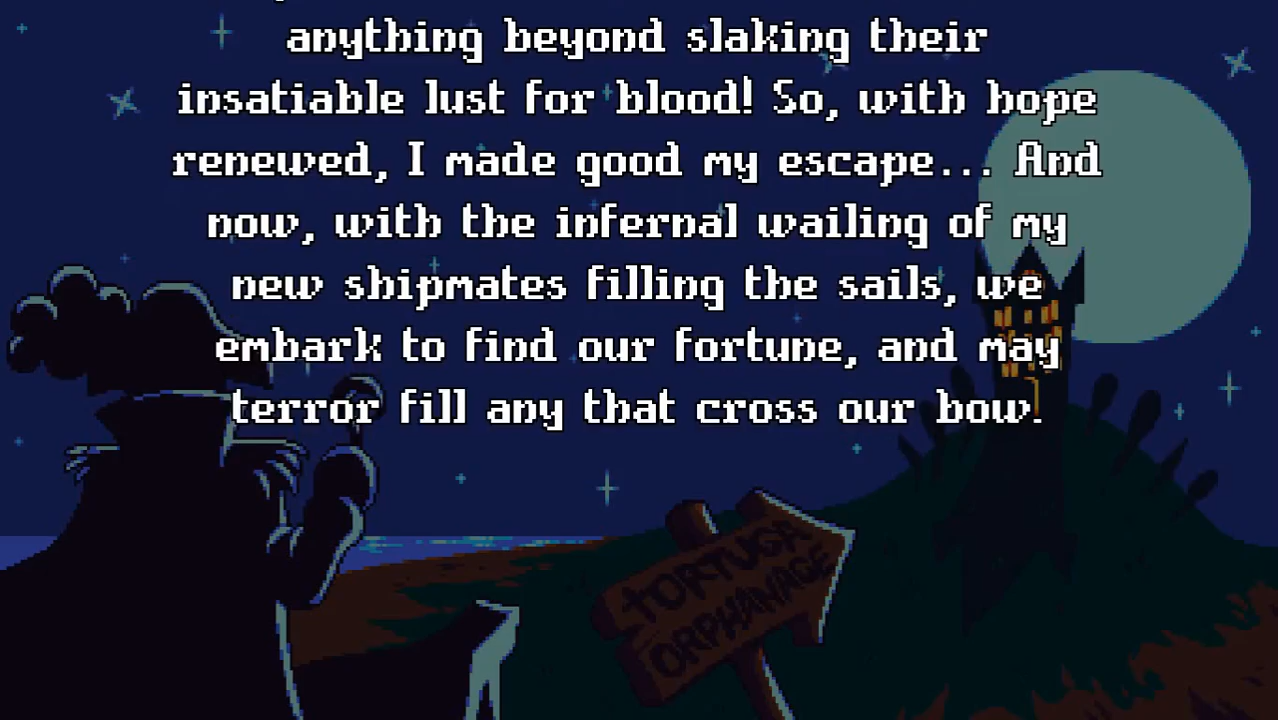 anything beyond slaking their
insatiable lust for blood! So, with hope
renewed, I made good my escape... And
now, with the infernal wailing of my
new shipmates filling the sails, we
embark to find our fortune, and may
terror fill any that cross our bow.
TORTUGA
ORPHANAGE